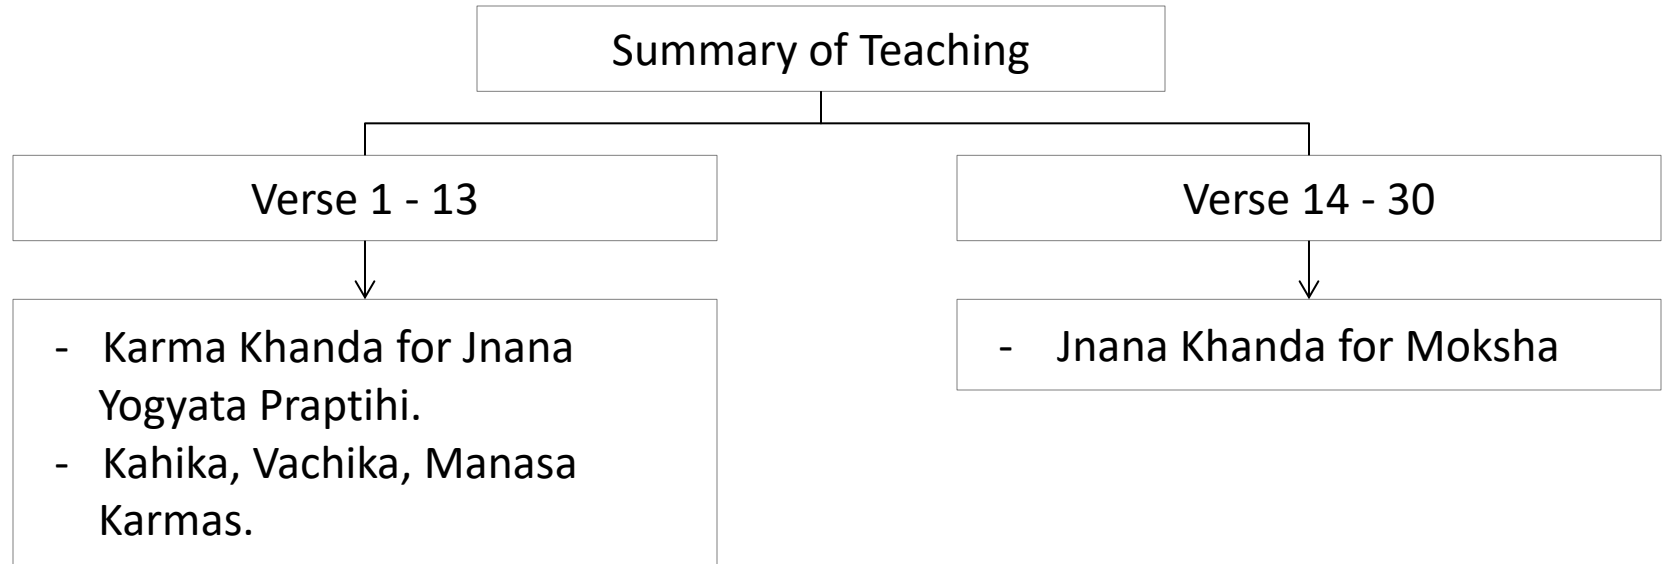 Summary of Teaching
Verse 1 - 13
Verse 14 - 30
- Karma Khanda for Jnana
Yogyata Praptihi.
- Kahika, Vachika, Manasa
Karmas.
- Jnana Khanda for Moksha